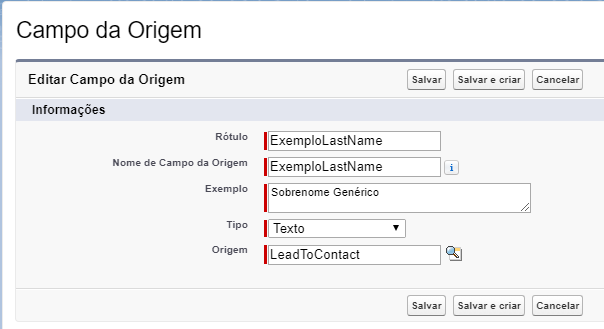 Campo da Origem
Editar Campo da Origem Salvar Salvar e criar Cancelar
Informações
Rótulo ExemploLastName
Nome de Campo da Origem ExemploLastName i
Exemplo Sobrenome Genérico
Tipo Texto
Origem LeadToContact
Salvar Salvar e criar Cancelar